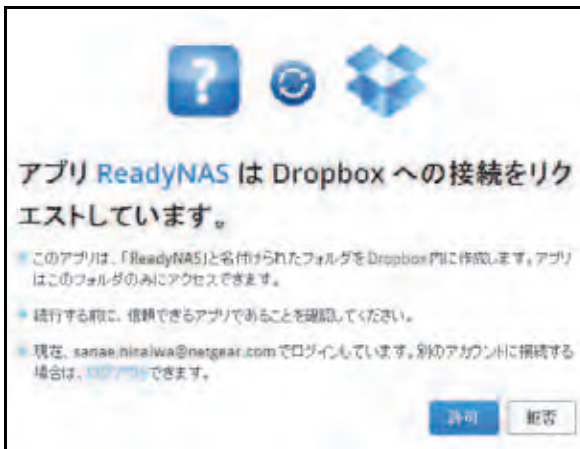 ?
アプリ ReadyNAS は Dropbox への接続をリク
エストしています。
このアプリは、「ReadyNAS」と名付けられたフォルダをDropbox内に作成します。アプリ
はこのフォルダのみにアクセスできます。
続行する前に、信頼できるアプリであることを確認してください。
現在、sanae.hiraiwa@netgear.comでログインしています。別のアカウントに接続する
場合は、ログアウトできます。
許可 拒否